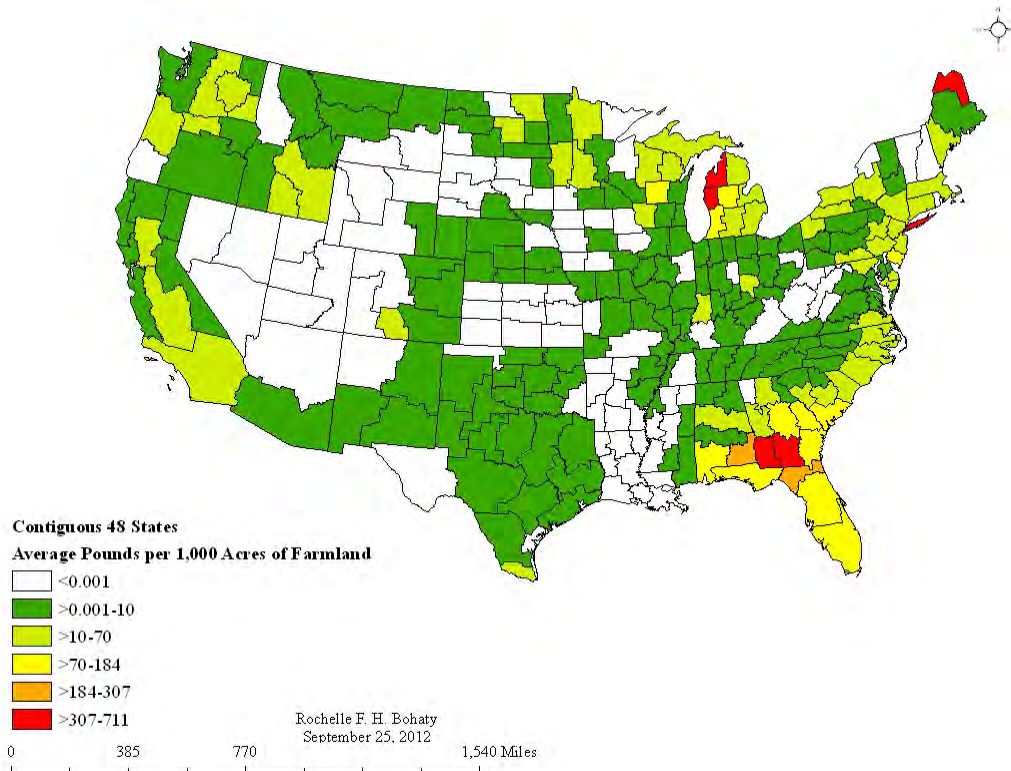 Contiguous 48 States
Average Pounds per 1,000 Acres of Farmland
<0.001
>0.001-10
>10-70
>70-184
>184-307
>307-711
Rochelle F. H. Bohaty
September 25, 2012
0 385 770 1,540 Miles